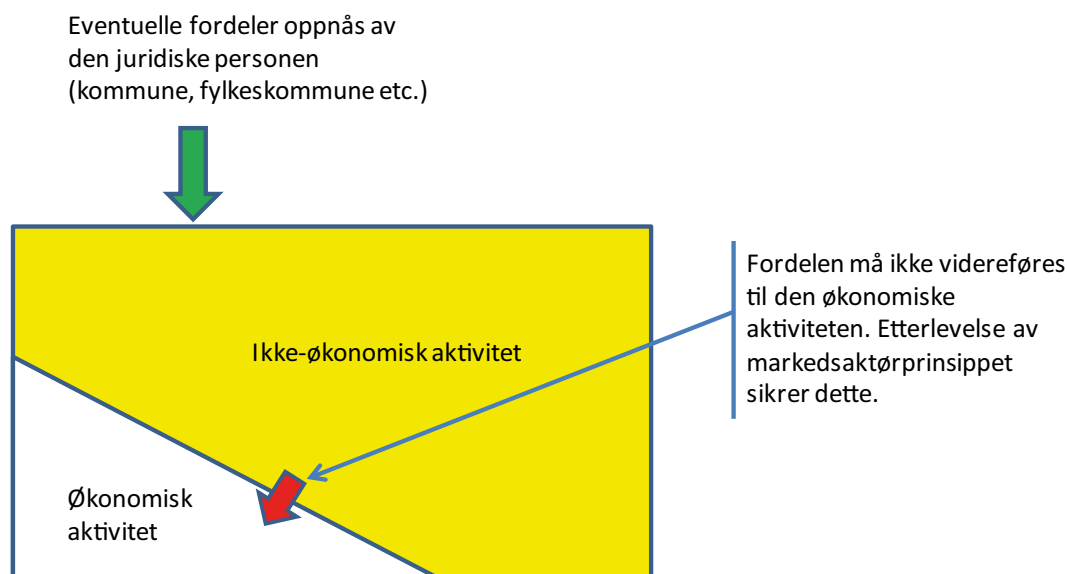 Eventuelle fordeler oppnås av
den juridiske personen
(kommune, fylkeskommune etc.)
Fordelen må ikke videreføres
til den økonomiske
aktiviteten. Etterlevelse av
markedsaktørprinsippet
sikrer dette.
Ikke-økonomisk aktivitet
Økonomisk
aktivitet